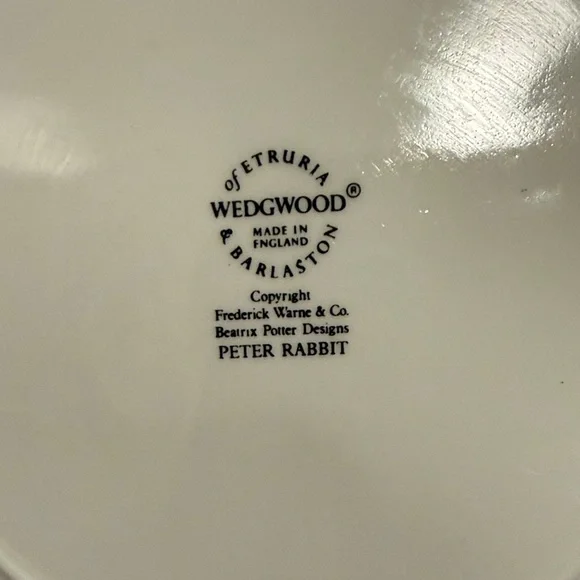 of ETRURIA
WEDGWOOD®
MADE IN
ENGLAND
& BARLASTON
Copyright
Frederick Warne & Co.
Beatrix Potter Designs
PETER RABBIT